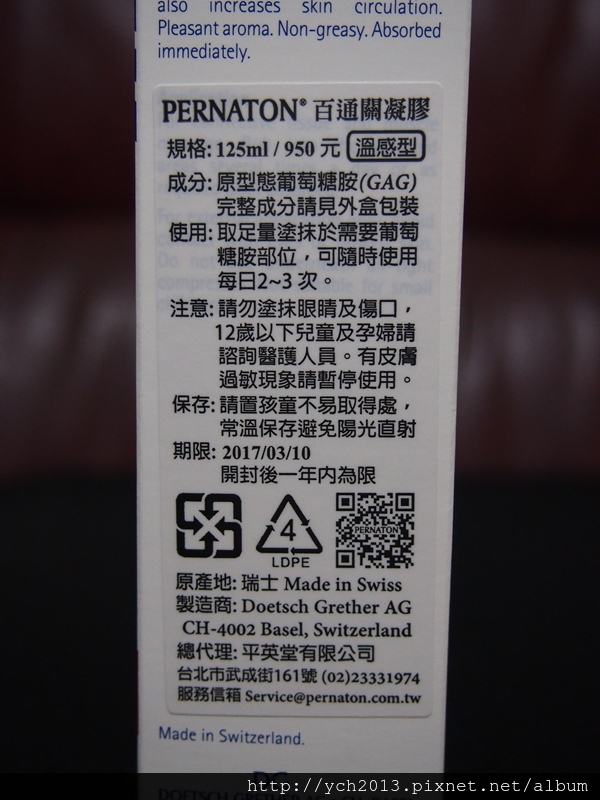 also increases skin circulation.
Pleasant aroma. Non-greasy. Absorbed
immediately.
PERNATON® 百通關凝膠
規格: 125ml / 950 元 溫感型
成分: 原型態葡萄糖胺(GAG)
完整成分請見外盒包裝
使用: 取足量塗抹於需要葡萄
糖胺部位，可隨時使用
每日2~3 次。
注意: 請勿塗抹眼睛及傷口，
12歲以下兒童及孕婦請
諮詢醫護人員。有皮膚
過敏現象請暫停使用。
保存: 請置孩童不易取得處，
常溫保存避免陽光直射
期限: 2017/03/10
開封後一年內為限
4
LDPE
PERNATON
原產地: 瑞士 Made in Swiss
製造商: Doetsch Grether AG
CH-4002 Basel, Switzerland
總代理: 平英堂有限公司
台北市武成街161號 (02)23331974
服務信箱 Service@pernaton.com.tw
Made in Switzerland.
DOETSCH GRETHER AG
http://ych2013.pixnet.net/album